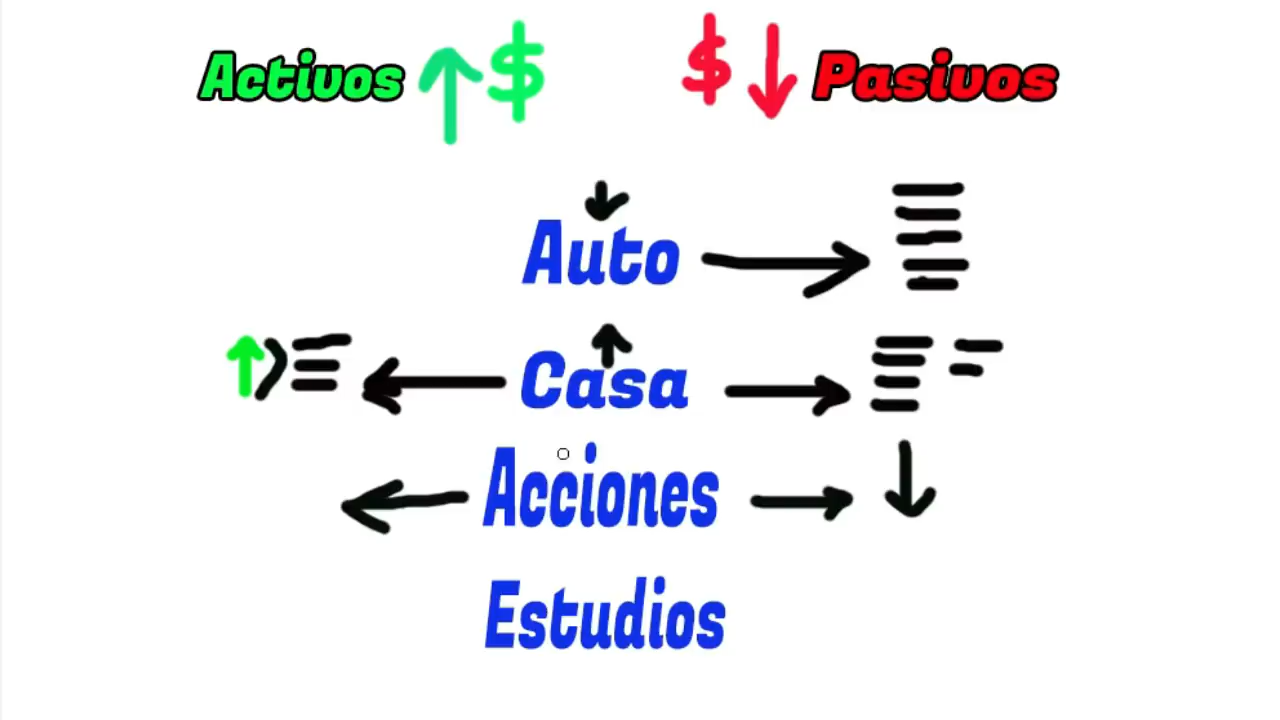 Activos $ $ Pasivos
Auto
Casa
Acciones
Estudios